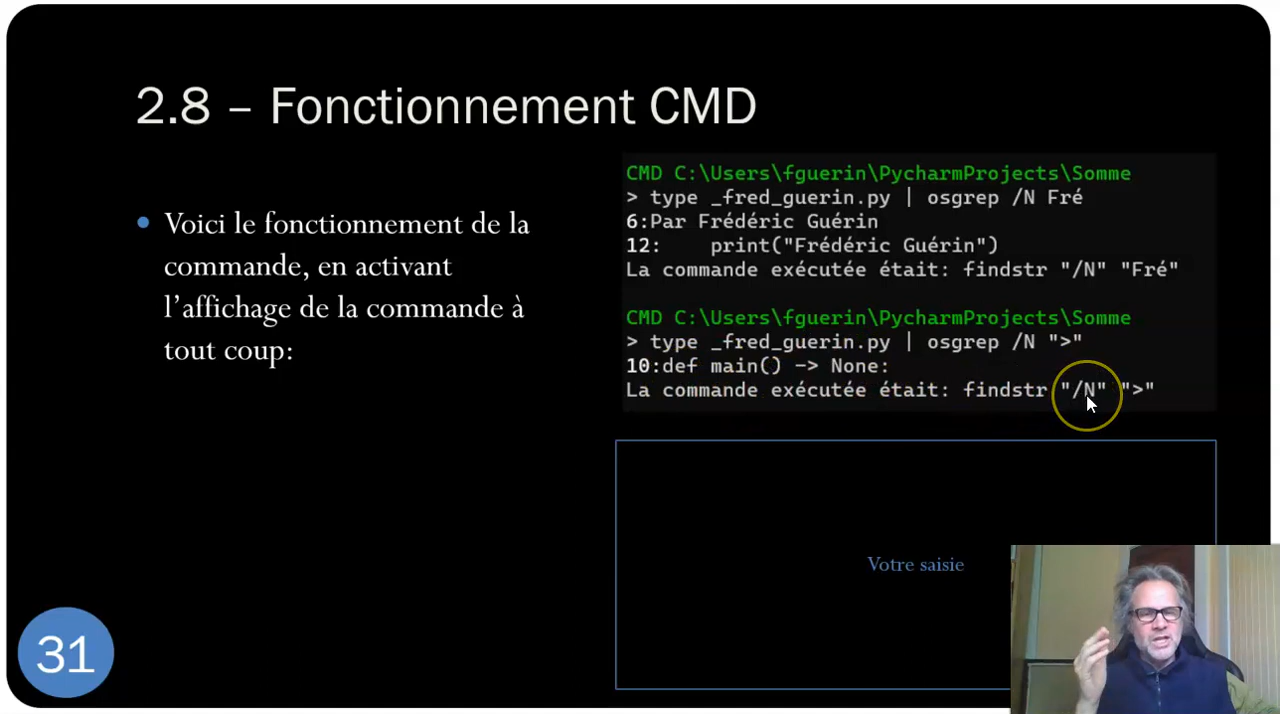 2.8 – Fonctionnement CMD
Voici le fonctionnement de la
commande, en activant
l’affichage de la commande à
tout coup:
CMD C:\Users\fguerin\PycharmProjects\Somme
> type _fred_guerin.py | osgrep /N Fré
6:Par Frédéric Guérin
12:    print("Frédéric Guérin")
La commande exécutée était: findstr "/N" "Fré"
CMD C:\Users\fguerin\PycharmProjects\Somme
> type _fred_guerin.py | osgrep /N ">"
10:def main() -> None:
La commande exécutée était: findstr "/N" ">"
Votre saisie
31